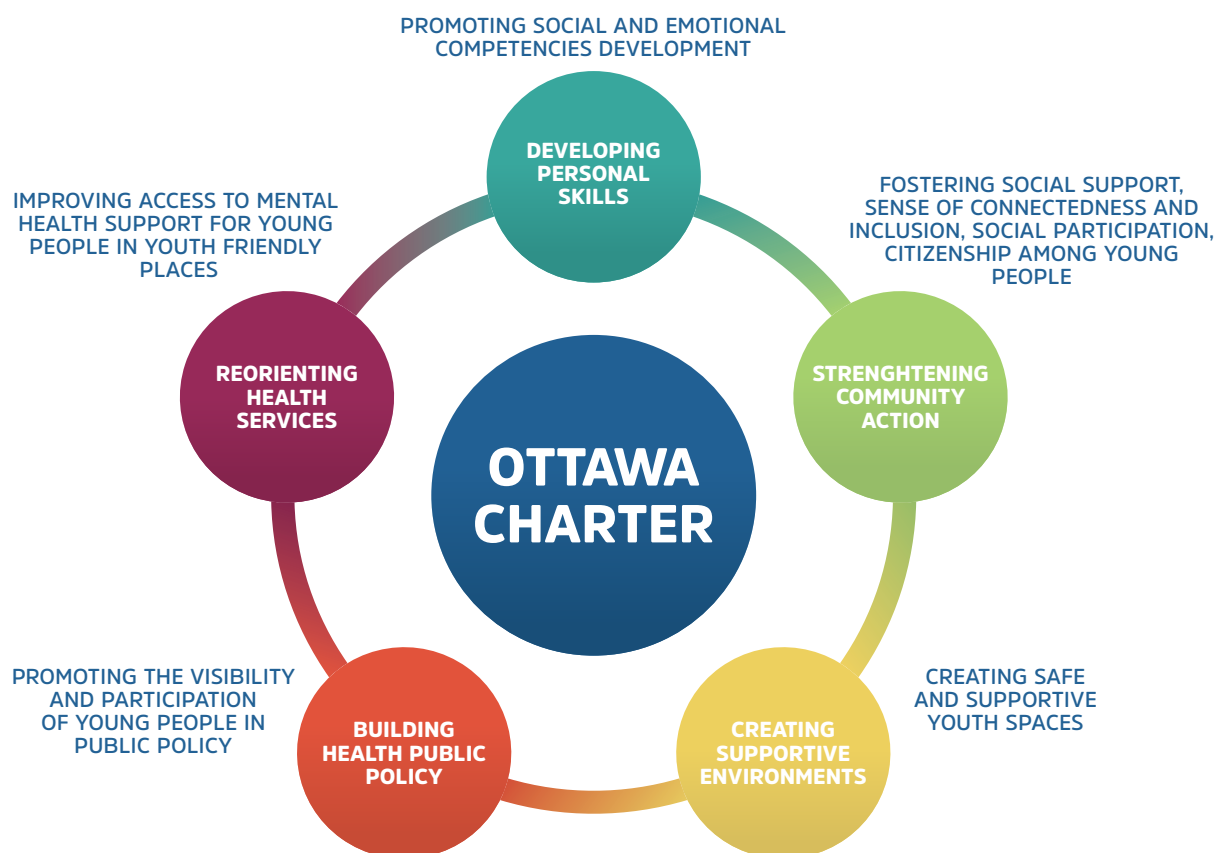 PROMOTING SOCIAL AND EMOTIONAL
COMPETENCIES DEVELOPMENT
DEVELOPING
PERSONAL
SKILLS
FOSTERING SOCIAL SUPPORT,
SENSE OF CONNECTEDNESS AND
INCLUSION, SOCIAL PARTICIPATION,
CITIZENSHIP AMONG YOUNG
PEOPLE
STRENGHTENING
COMMUNITY
ACTION
CREATING SAFE
AND SUPPORTIVE
YOUTH SPACES
CREATING
SUPPORTIVE
ENVIRONMENTS
PROMOTING THE VISIBILITY
AND PARTICIPATION
OF YOUNG PEOPLE IN
PUBLIC POLICY
BUILDING
HEALTH PUBLIC
POLICY
IMPROVING ACCESS TO MENTAL
HEALTH SUPPORT FOR YOUNG
PEOPLE IN YOUTH FRIENDLY
PLACES
REORIENTING
HEALTH
SERVICES
OTTAWA
CHARTER